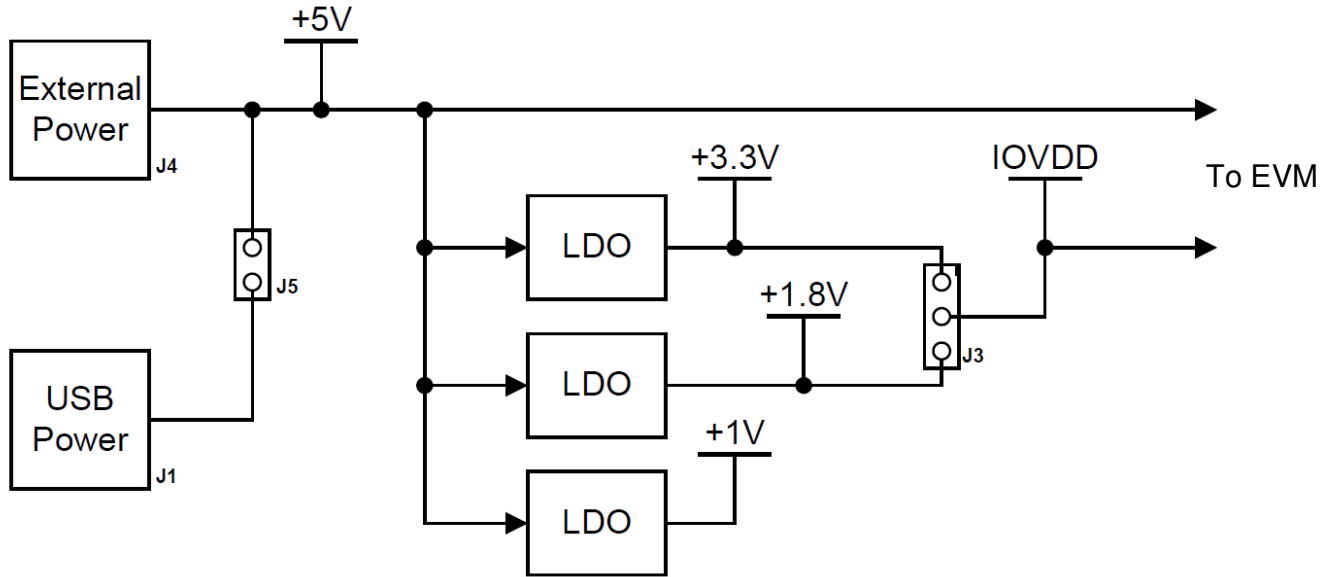 +5V
External
Power
J4
+3.3V
IOVDD
To EVM
LDO
J5
+1.8V
J3
USB
Power
J1
LDO
+1V
LDO